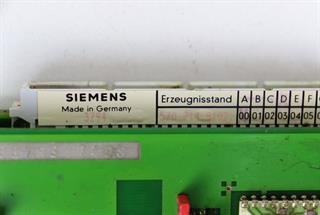 SIEMENS
Made in Germany
Erzeugnisstand
A B C D E F
00 01 02 03 04 05